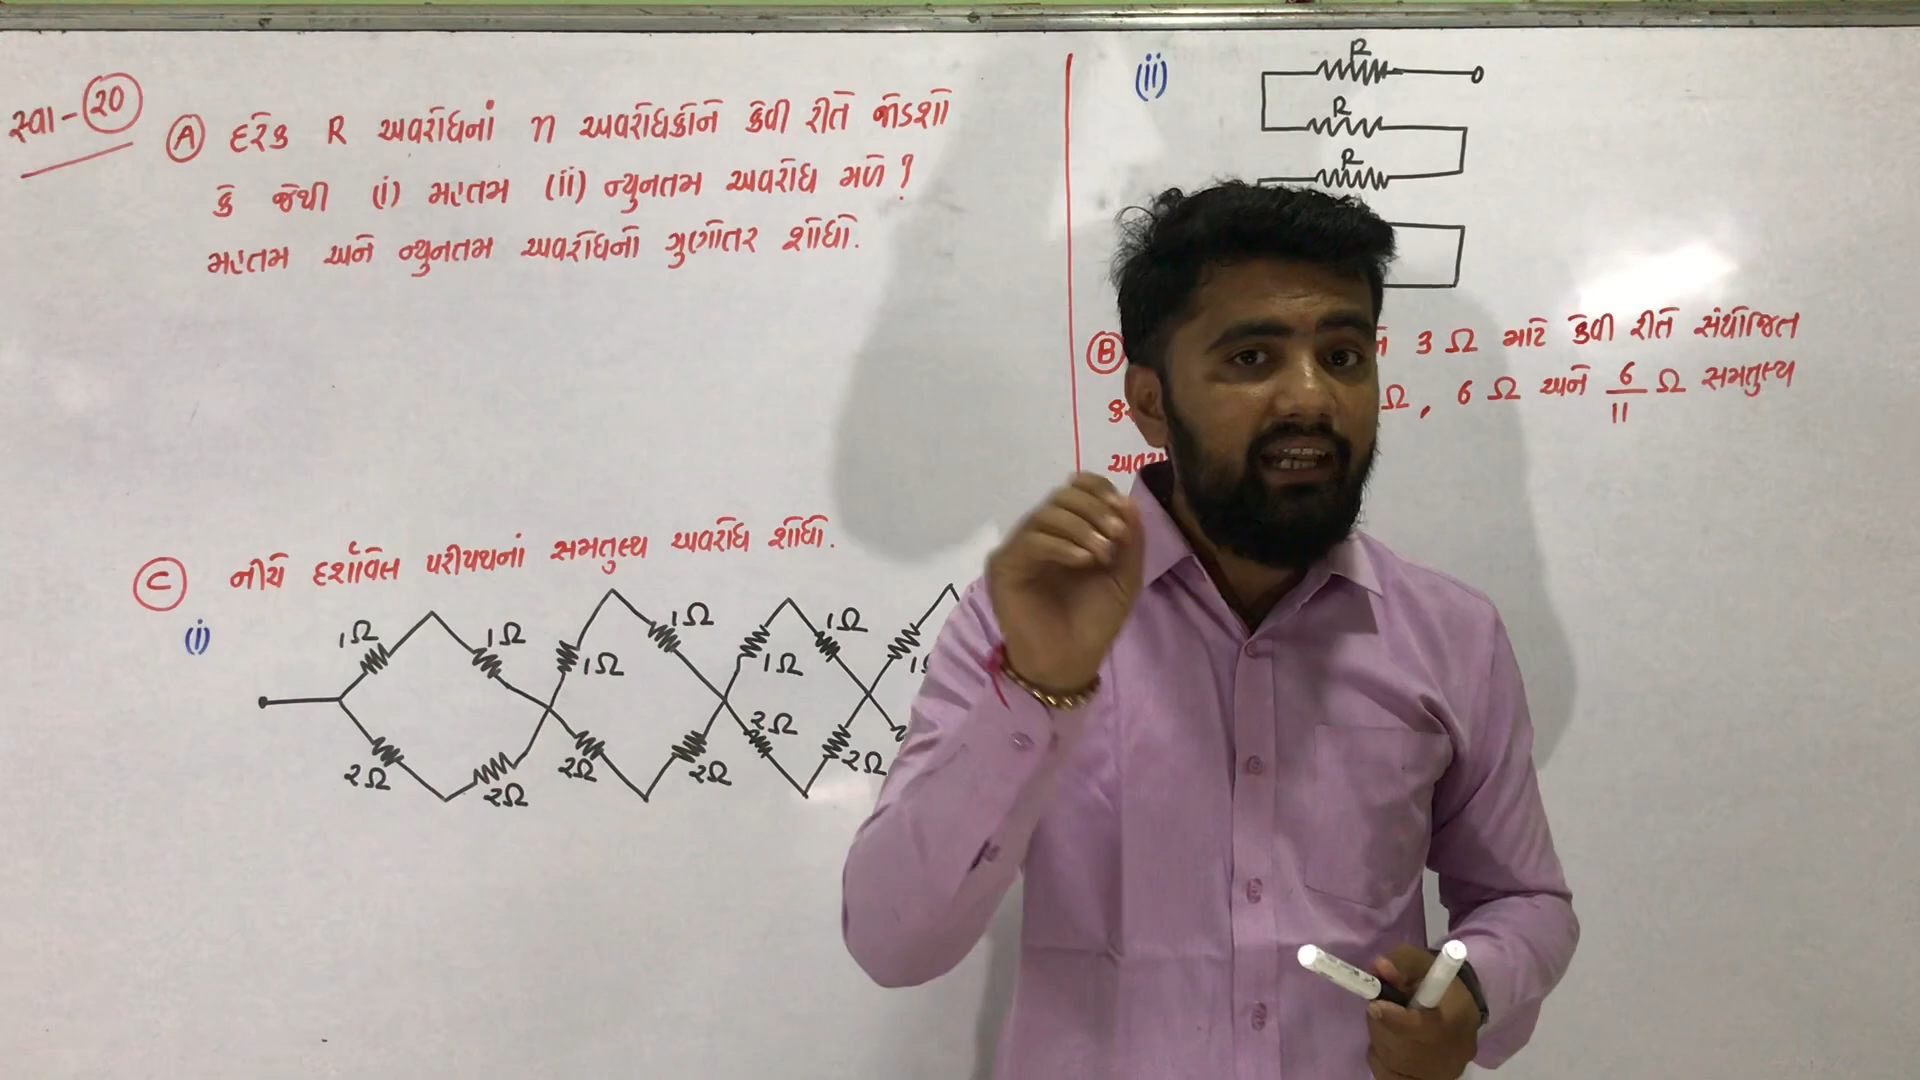 સ્વા - ૨૦
(A) દરેક R અવરોધનાં n અવરોધકોને કેવી રીતે જોડશો
કે જેથી (i) મહત્તમ (ii) ન્યુનતમ અવરોધ મળે ?
મહત્તમ અને ન્યુનતમ અવરોધનો ગુણોત્તર શોધો.
(ii)
R
R
R
(B) 3 Ω માટે કેવી રીતે સંયોજિત
Ω , 6 Ω અને 6/11 Ω સમતુલ્ય
(C) નીચે દર્શાવેલ પરીપથનાં સમતુલ્ય અવરોધ શોધો.
(i)
1Ω 1Ω 1Ω 1Ω 1Ω 1Ω
2Ω 2Ω 2Ω 2Ω 2Ω 2Ω